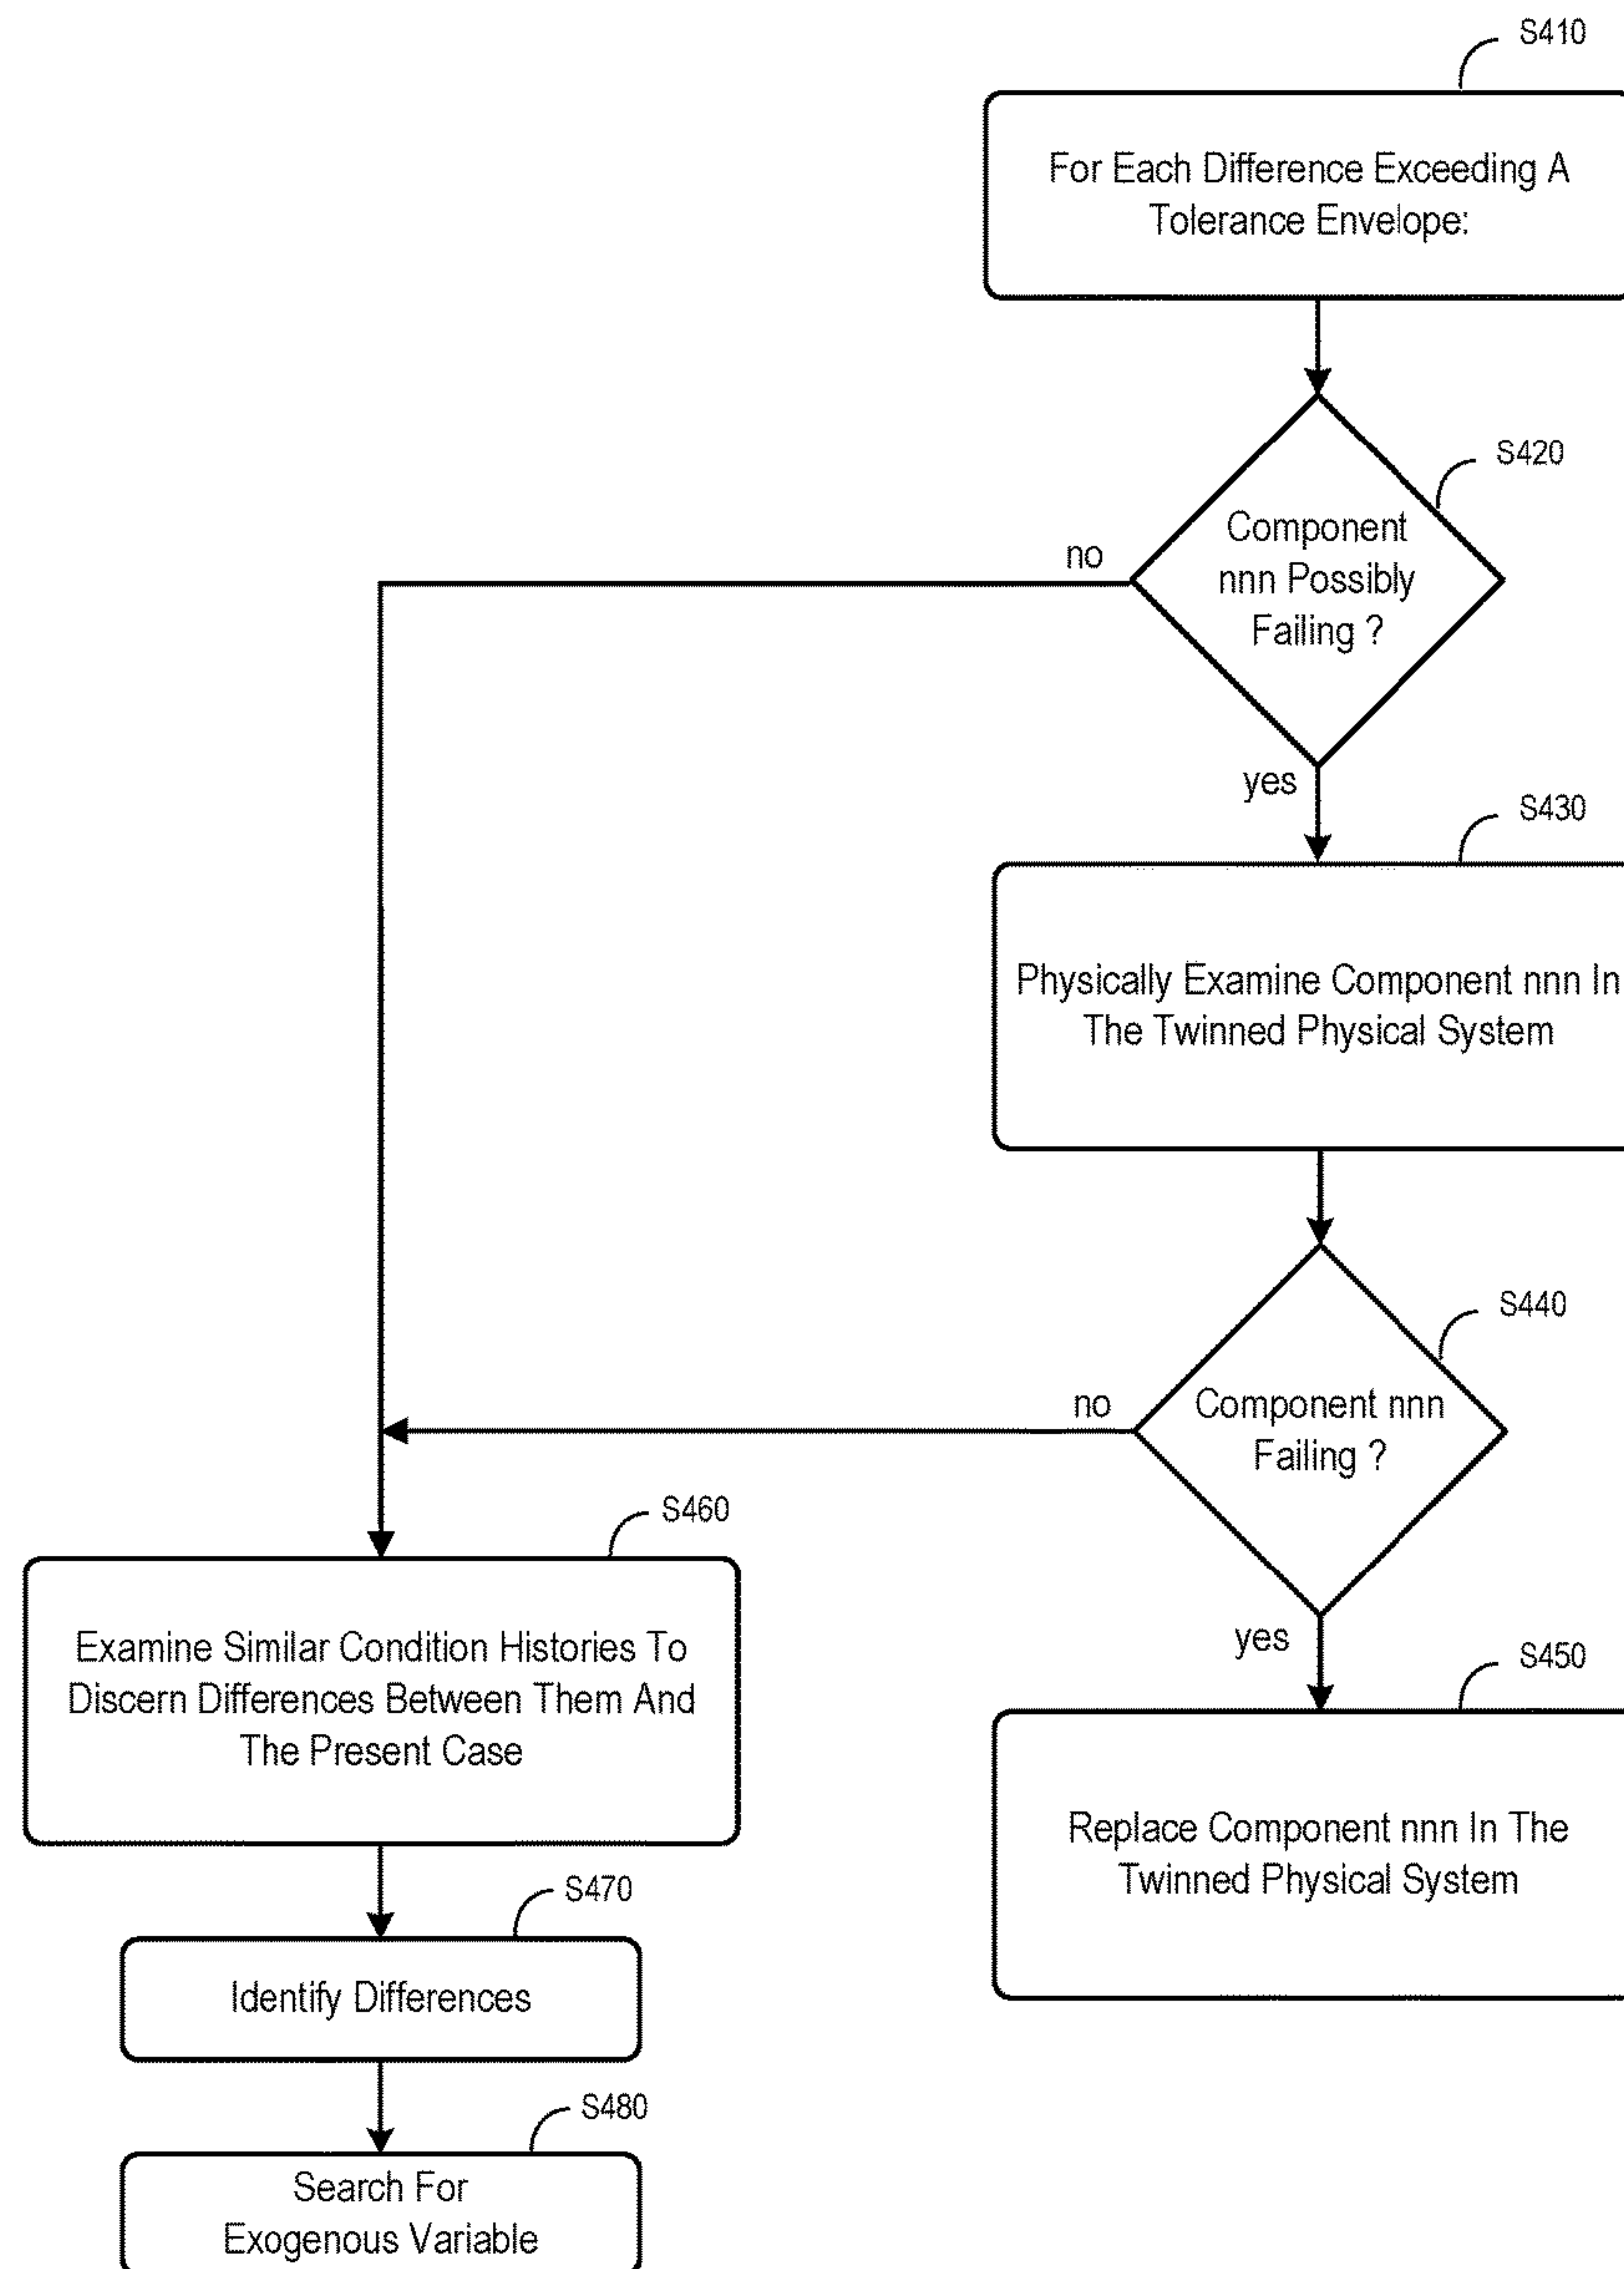 S410
For Each Difference Exceeding A
Tolerance Envelope:
S420
Component
nnn Possibly
Failing ?
no
yes
S430
Physically Examine Component nnn In
The Twinned Physical System
S440
Component nnn
Failing ?
no
yes
S450
Replace Component nnn In The
Twinned Physical System
S460
Examine Similar Condition Histories To
Discern Differences Between Them And
The Present Case
S470
Identify Differences
S480
Search For
Exogenous Variable